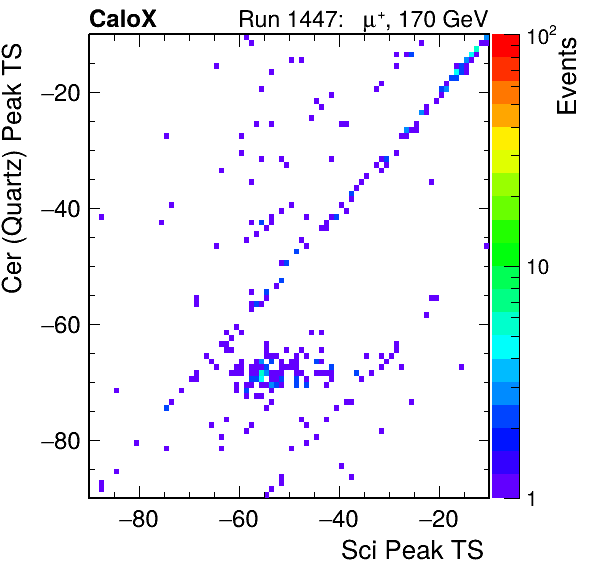 CaloX Run 1447: μ⁺, 170 GeV
Cer (Quartz) Peak TS
−20
−40
−60
−80
−80 −60 −40 −20
Sci Peak TS
10²
10
1
Events